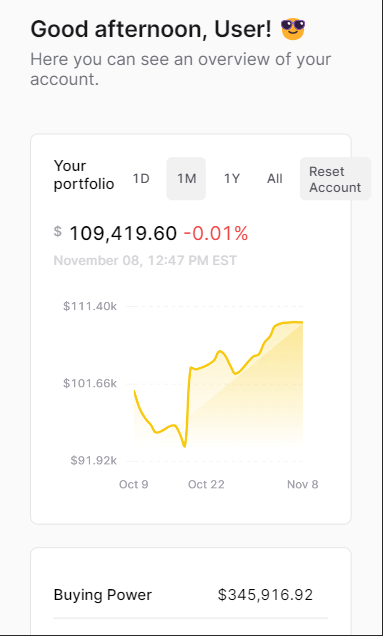 Good afternoon, User! 😎
Here you can see an overview of your
account.
Your
portfolio
1D
1M
1Y
All
Reset
Account
$ 109,419.60 -0.01%
November 08, 12:47 PM EST
$111.40k
$101.66k
$91.92k
Oct 9
Oct 22
Nov 8
Buying Power
$345,916.92